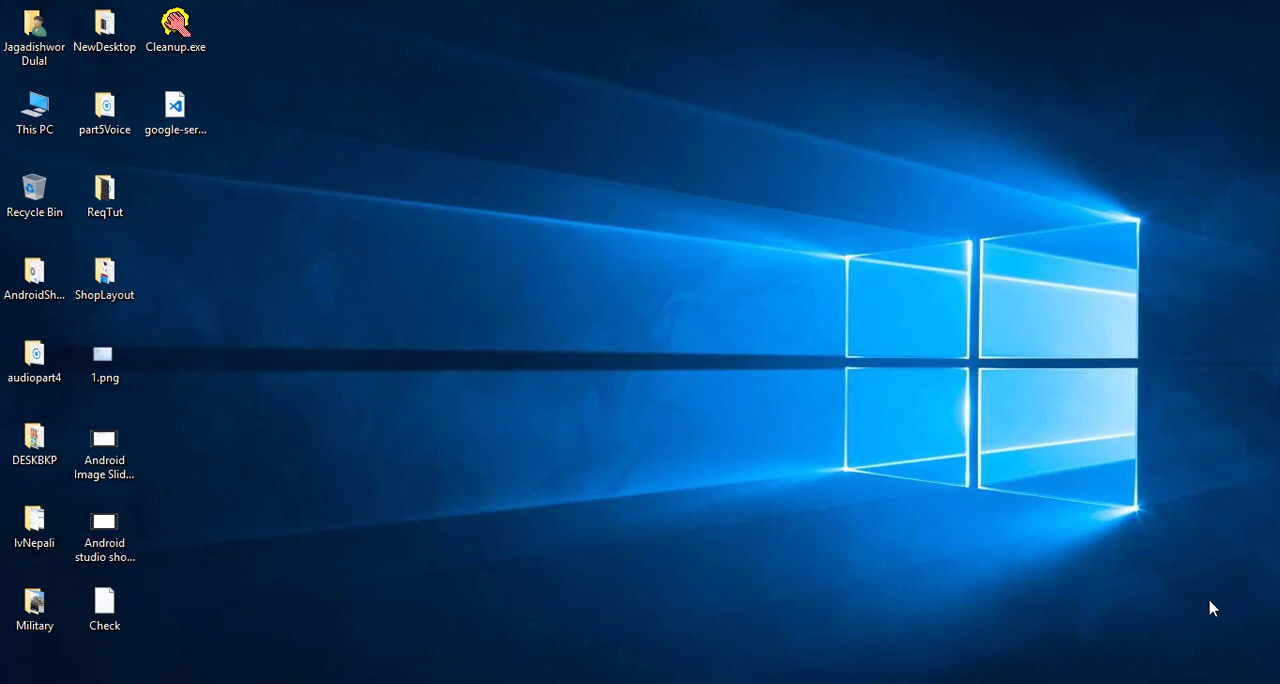 Jagadishwor
Dulal
NewDesktop
Cleanup.exe
This PC
part5Voice
google-ser...
Recycle Bin
ReqTut
AndroidSh...
ShopLayout
audiopart4
1.png
DESKBKP
Android
Image Slid...
IvNepali
Android
studio sho...
Military
Check